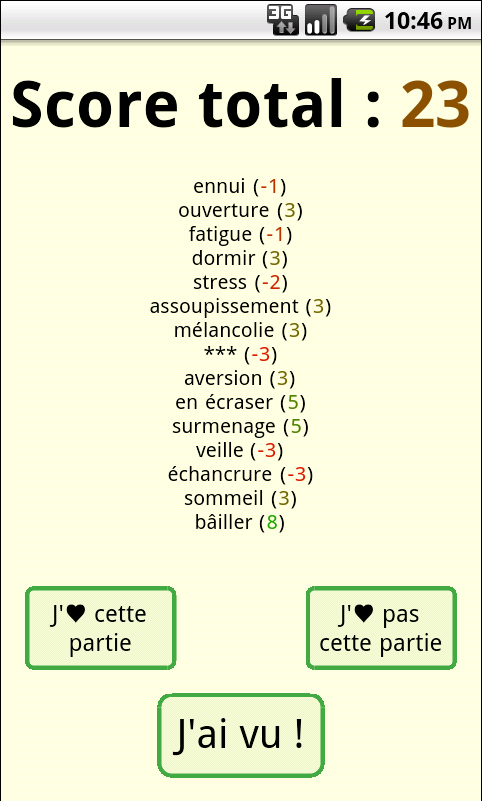 3G
10:46 PM
Score total : 23
ennui (-1)
ouverture (3)
fatigue (-1)
dormir (3)
stress (-2)
assoupissement (3)
mélancolie (3)
*** (-3)
aversion (3)
en écraser (5)
surmenage (5)
veille (-3)
échancrure (-3)
sommeil (3)
bâiller (8)
J'♥ cette
partie
J'♥ pas
cette partie
J'ai vu !